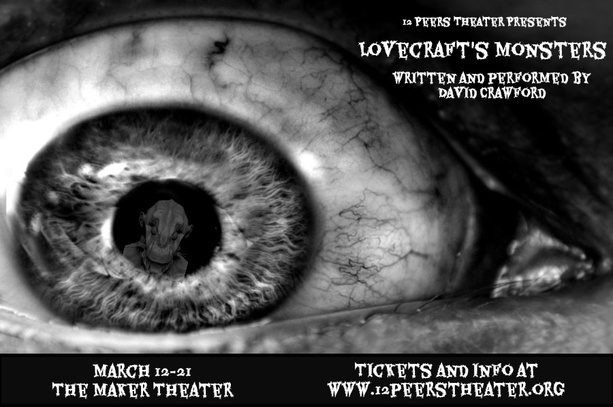 12 PEERS THEATER PRESENTS
LOVECRAFT'S MONSTERS
WRITTEN AND PERFORMED BY
DAVID CRAWFORD
MARCH 12-21
THE MAKER THEATER
TICKETS AND INFO AT
WWW.12PEERSTHEATER.ORG